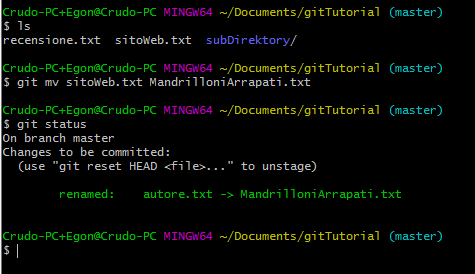 Crudo-PC+Egon@Crudo-PC MINGW64 ~/Documents/gitTutorial (master)
$ ls
recensione.txt  sitoWeb.txt  subDirektory/

Crudo-PC+Egon@Crudo-PC MINGW64 ~/Documents/gitTutorial (master)
$ git mv sitoWeb.txt MandrilloniArrapati.txt

Crudo-PC+Egon@Crudo-PC MINGW64 ~/Documents/gitTutorial (master)
$ git status
On branch master
Changes to be committed:
  (use "git reset HEAD <file>..." to unstage)

        renamed:    autore.txt -> MandrilloniArrapati.txt


Crudo-PC+Egon@Crudo-PC MINGW64 ~/Documents/gitTutorial (master)
$